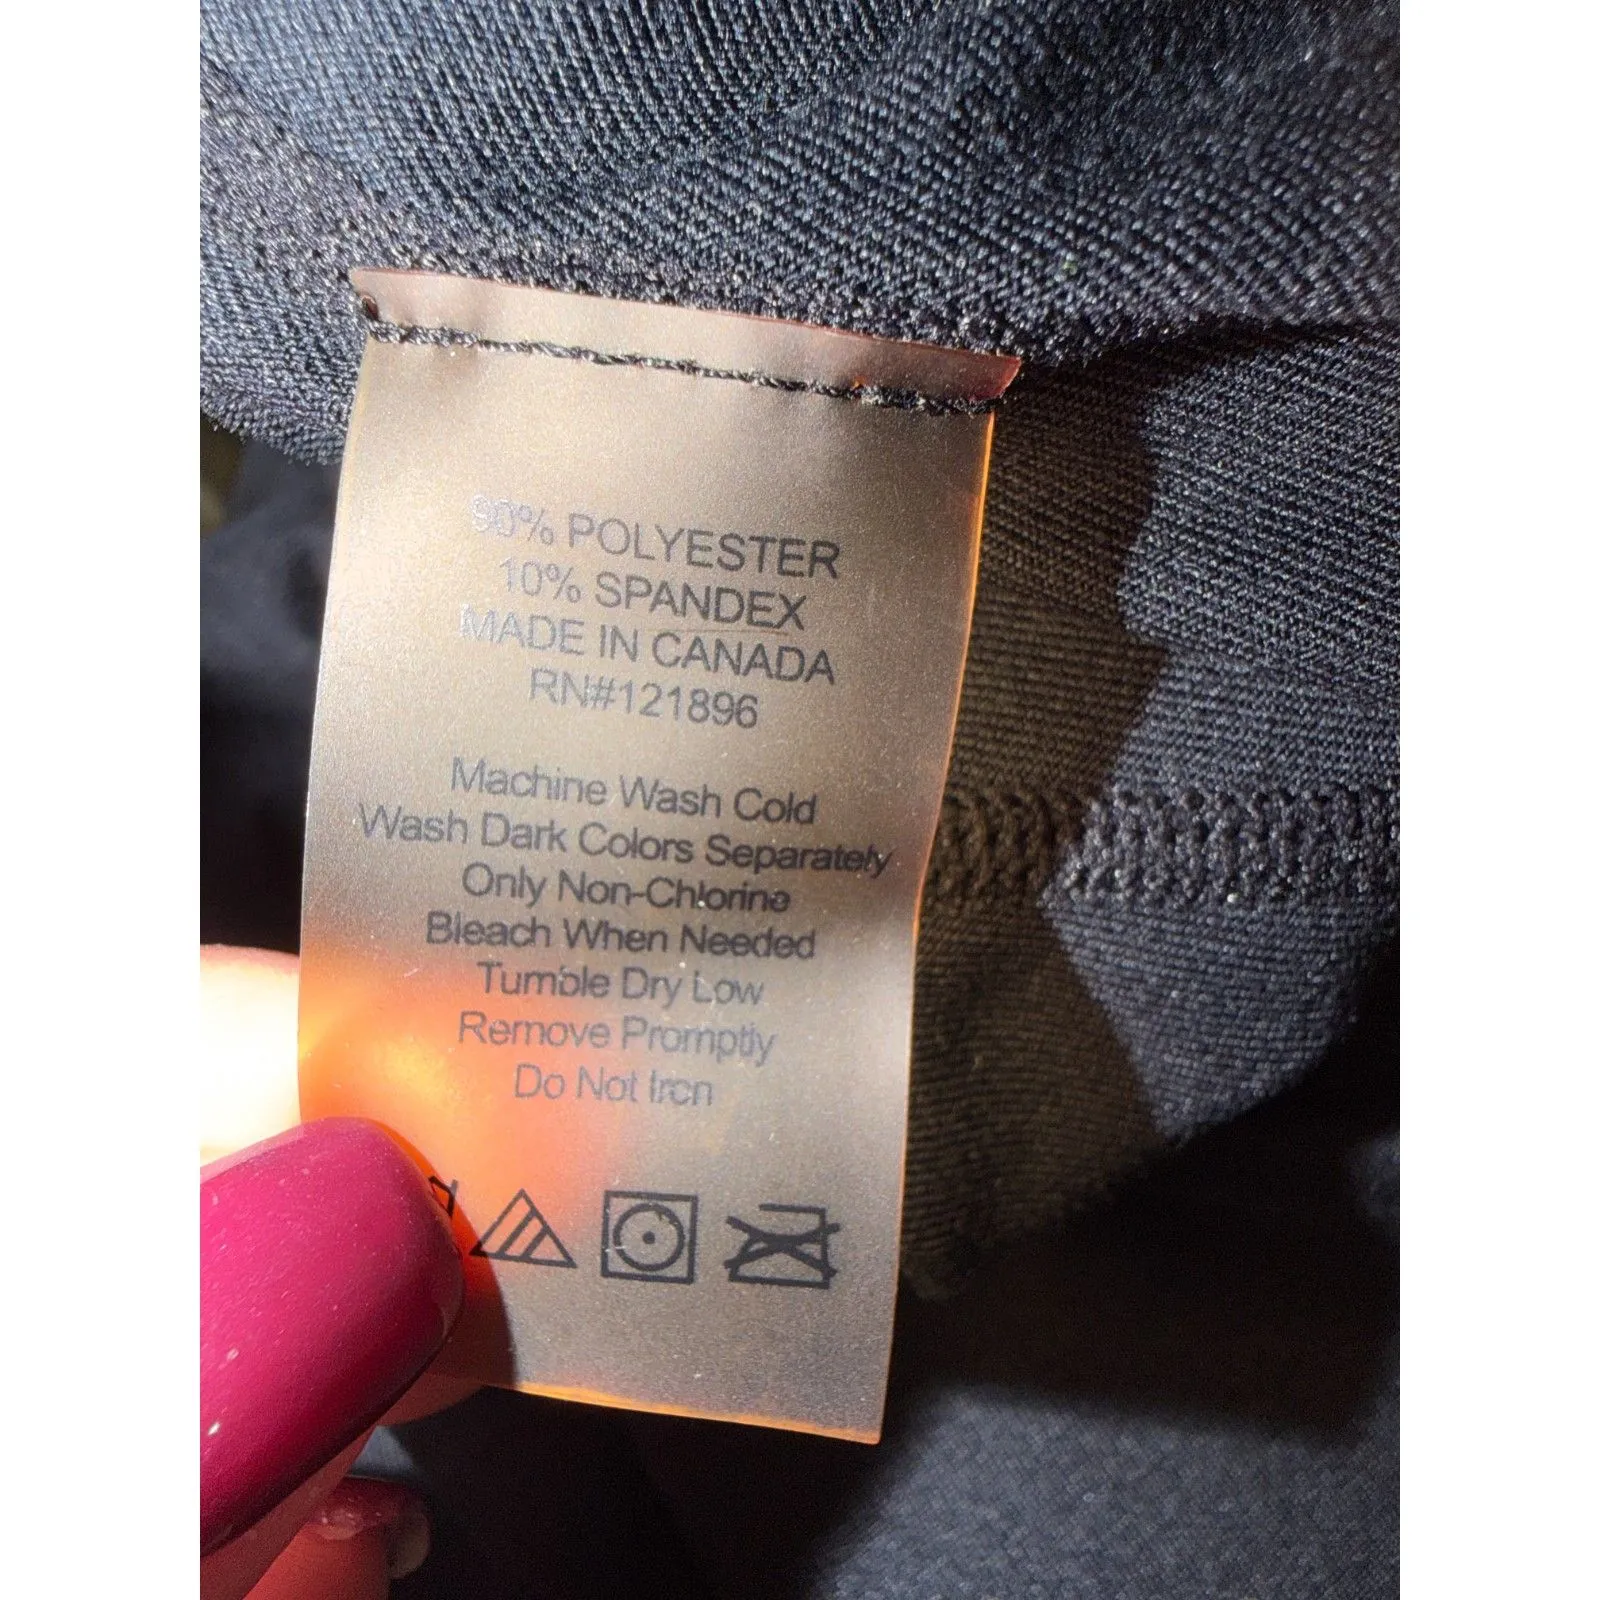 90% POLYESTER
10% SPANDEX
MADE IN CANADA
RN#121896
Machine Wash Cold
Wash Dark Colors Separately
Only Non-Chlorine
Bleach When Needed
Tumble Dry Low
Remove Promptly
Do Not Iron